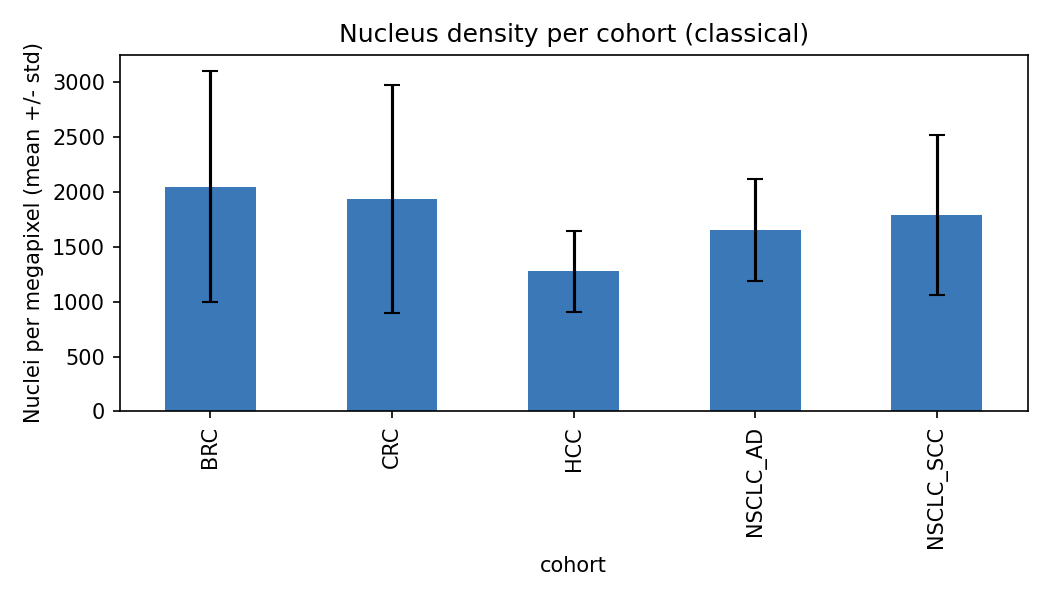 Nucleus density per cohort (classical)
Nuclei per megapixel (mean +/- std)
3000
2500
2000
1500
1000
500
0
BRC
CRC
HCC
NSCLC_AD
NSCLC_SCC
cohort